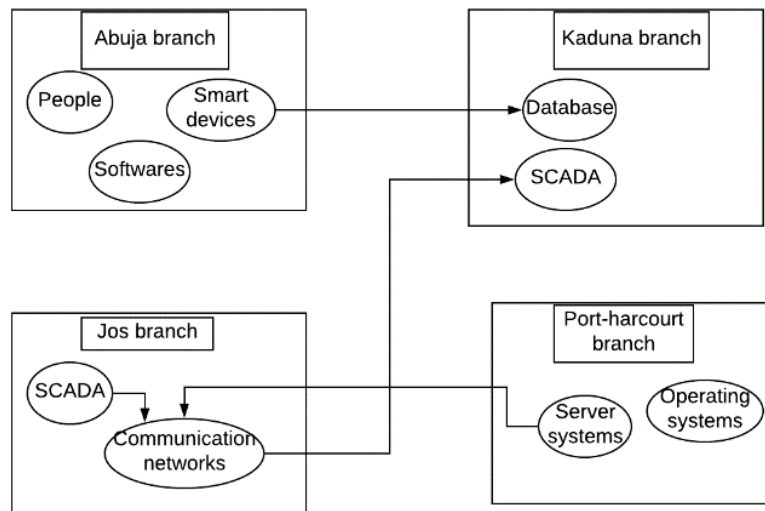 Abuja branch
People
Smart
devices
Softwares
Kaduna branch
Database
SCADA
Jos branch
SCADA
Communication
networks
Port-harcourt
branch
Server
systems
Operating
systems